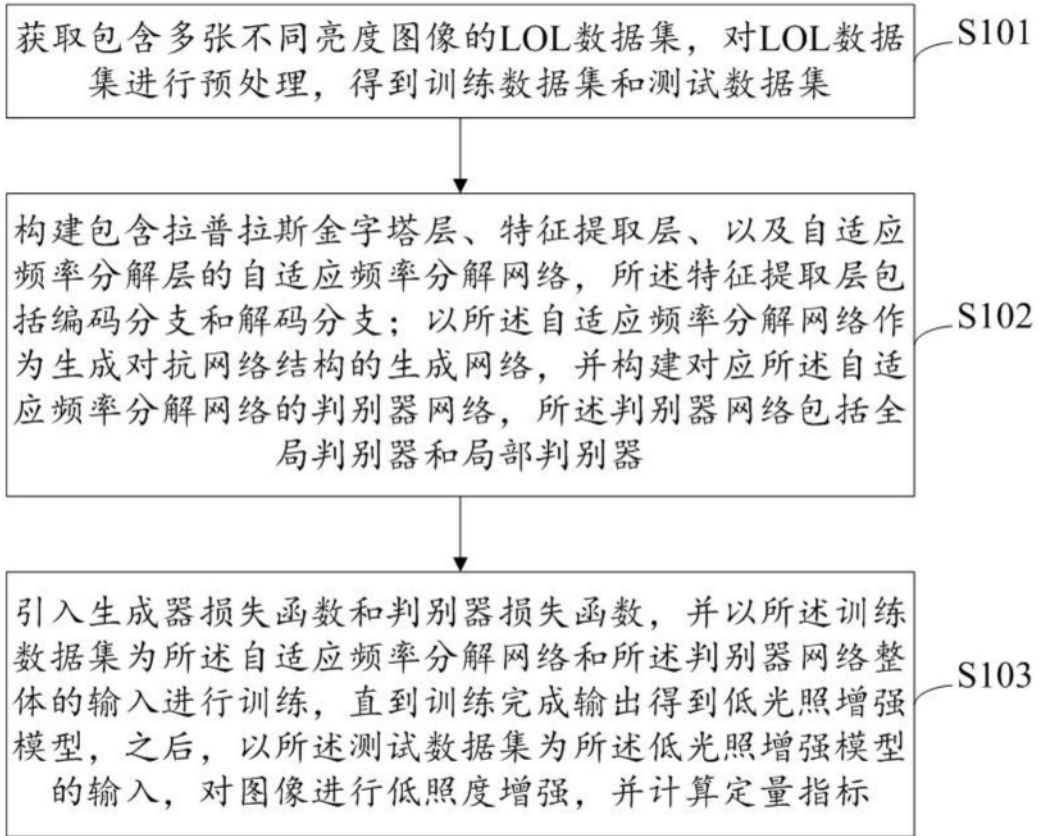 获取包含多张不同亮度图像的LOL数据集，对LOL数据
集进行预处理，得到训练数据集和测试数据集
S101
构建包含拉普拉斯金字塔层、特征提取层、以及自适应
频率分解层的自适应频率分解网络，所述特征提取层包
括编码分支和解码分支；以所述自适应频率分解网络作
为生成对抗网络结构的生成网络，并构建对应所述自适
应频率分解网络的判别器网络，所述判别器网络包括全
局判别器和局部判别器
S102
引入生成器损失函数和判别器损失函数，并以所述训练
数据集为所述自适应频率分解网络和所述判别器网络整
体的输入进行训练，直到训练完成输出得到低光照增强
模型，之后，以所述测试数据集为所述低光照增强模型
的输入，对图像进行低照度增强，并计算定量指标
S103